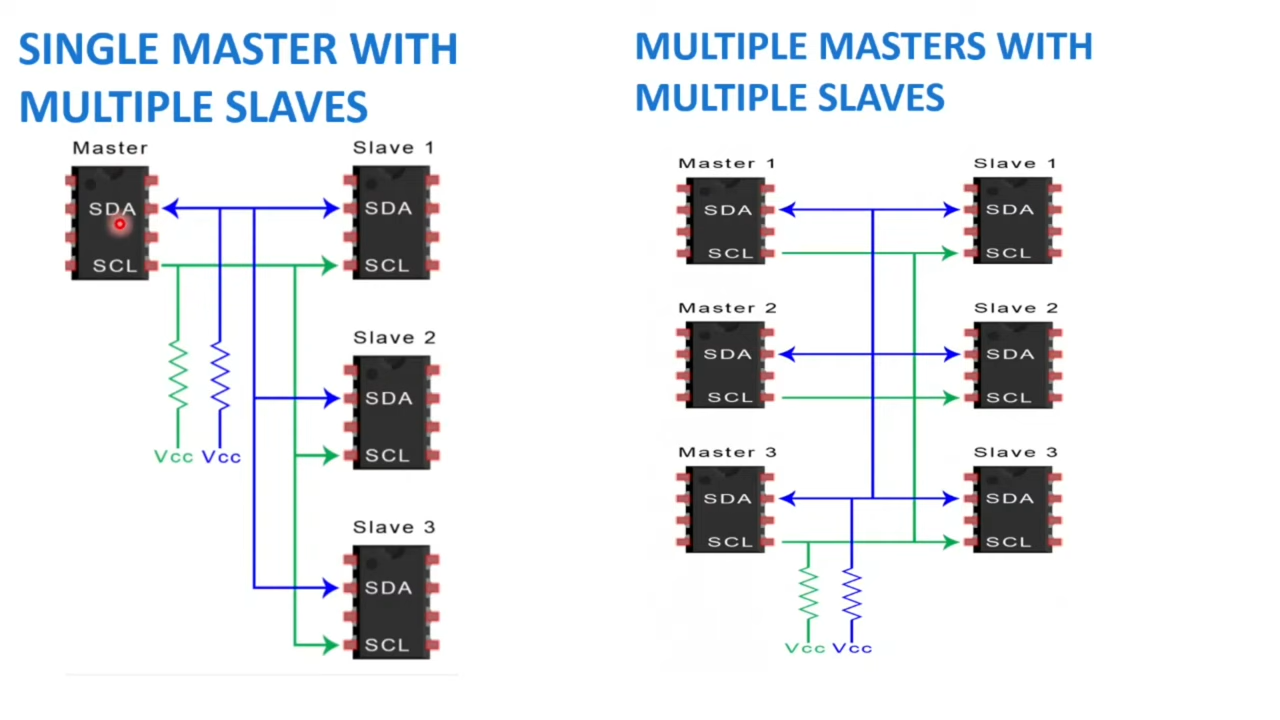 SINGLE MASTER WITH
MULTIPLE SLAVES
Master
Slave 1
SDA
SDA
SCL
SCL
Slave 2
SDA
Vcc
Vcc
SCL
Slave 3
SDA
SCL
MULTIPLE MASTERS WITH
MULTIPLE SLAVES
Master 1
Slave 1
SDA
SDA
SCL
SCL
Master 2
Slave 2
SDA
SDA
SCL
SCL
Master 3
Slave 3
SDA
SDA
SCL
SCL
Vcc
Vcc